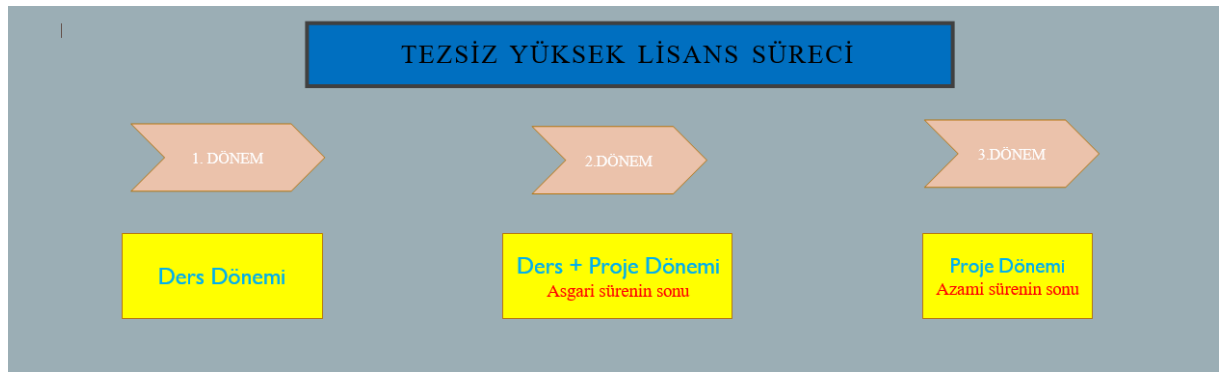 TEZSİZ YÜKSEK LİSANS SÜRECİ
1. DÖNEM
2.DÖNEM
3.DÖNEM
Ders Dönemi
Ders + Proje Dönemi
Asgari sürenin sonu
Proje Dönemi
Azami sürenin sonu